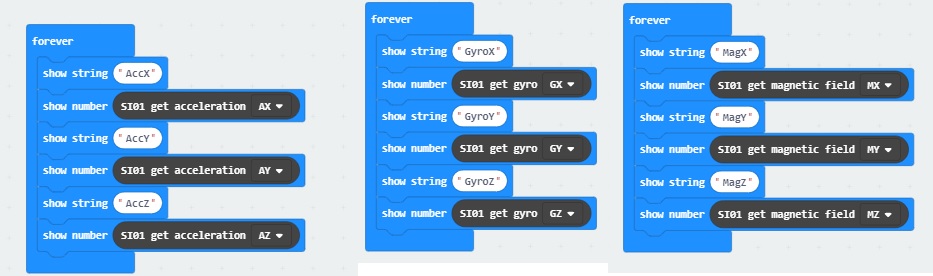 forever
show string "AccX"
show number SI01 get acceleration AX
show string "AccY"
show number SI01 get acceleration AY
show string "AccZ"
show number SI01 get acceleration AZ
forever
show string "GyroX"
show number SI01 get gyro GX
show string "GyroY"
show number SI01 get gyro GY
show string "GyroZ"
show number SI01 get gyro GZ
forever
show string "MagX"
show number SI01 get magnetic field MX
show string "MagY"
show number SI01 get magnetic field MY
show string "MagZ"
show number SI01 get magnetic field MZ